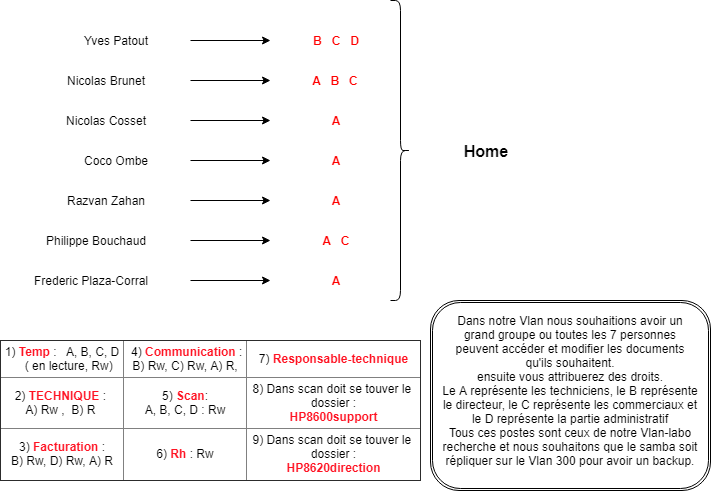 Yves Patout B C D
Nicolas Brunet A B C
Nicolas Cosset A
Coco Ombe A
Razvan Zahan A
Philippe Bouchaud A C
Frederic Plaza-Corral A
Home
1) Temp : A, B, C, D
( en lecture, Rw)
4) Communication :
B) Rw, C) Rw, A) R,
7) Responsable-technique
2) TECHNIQUE :
A) Rw , B) R
5) Scan:
A, B, C, D : Rw
8) Dans scan doit se touver le
dossier :
HP8600support
3) Facturation :
B) Rw, D) Rw, A) R
6) Rh : Rw
9) Dans scan doit se touver le
dossier :
HP8620direction
Dans notre Vlan nous souhaitions avoir un
grand groupe ou toutes les 7 personnes
peuvent accéder et modifier les documents
qu'ils souhaitent.
ensuite vous attribuerez des droits.
Le A représente les techniciens, le B représente
le directeur, le C représente les commerciaux et
le D représente la partie administratif
Tous ces postes sont ceux de notre Vlan-labo
recherche et nous souhaitons que le samba soit
répliquer sur le Vlan 300 pour avoir un backup.